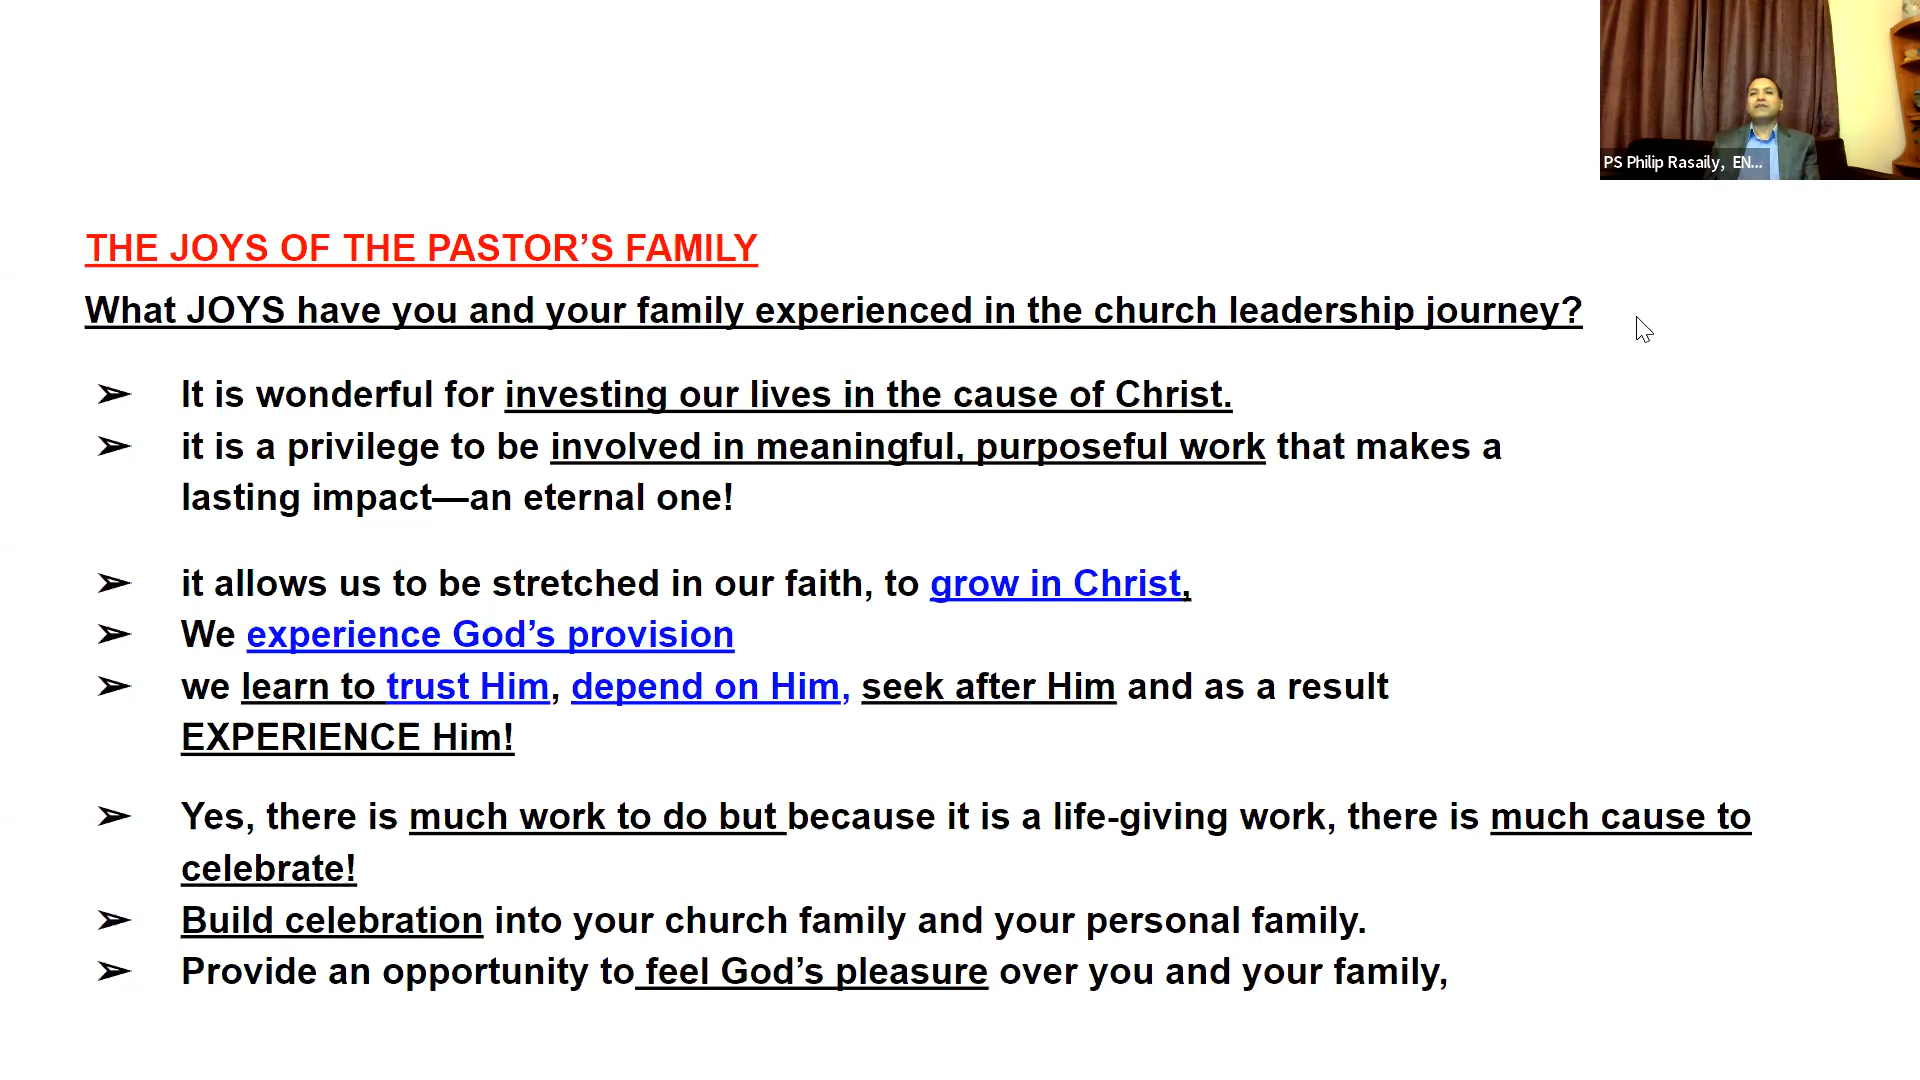 PS Philip Rasaily, EN...
THE JOYS OF THE PASTOR’S FAMILY
What JOYS have you and your family experienced in the church leadership journey?
➢ It is wonderful for investing our lives in the cause of Christ.
➢ it is a privilege to be involved in meaningful, purposeful work that makes a
lasting impact—an eternal one!
➢ it allows us to be stretched in our faith, to grow in Christ,
➢ We experience God’s provision
➢ we learn to trust Him, depend on Him, seek after Him and as a result
EXPERIENCE Him!
➢ Yes, there is much work to do but because it is a life-giving work, there is much cause to
celebrate!
➢ Build celebration into your church family and your personal family.
➢ Provide an opportunity to feel God’s pleasure over you and your family,